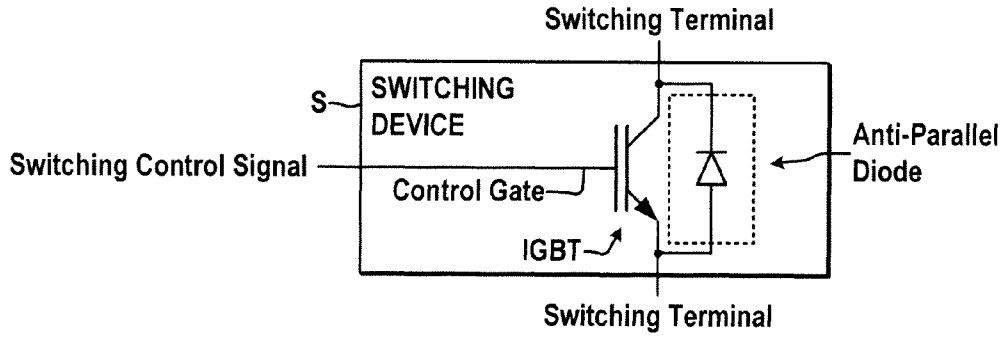 Switching Terminal
S
SWITCHING
DEVICE
Switching Control Signal
Control Gate
IGBT
Anti-Parallel
Diode
Switching Terminal